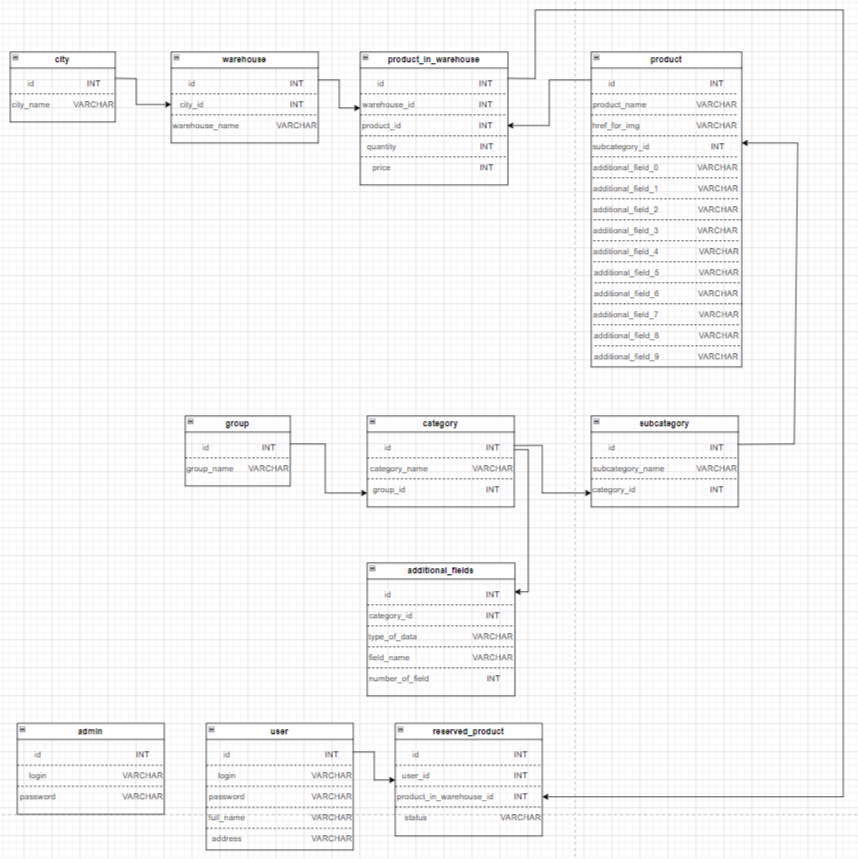 city
id INT
city_name VARCHAR
warehouse
id INT
city_id INT
warehouse_name VARCHAR
product_in_warehouse
id INT
warehouse_id INT
product_id INT
quantity INT
price INT
product
id INT
product_name VARCHAR
href_for_img VARCHAR
subcategory_id INT
additional_field_0 VARCHAR
additional_field_1 VARCHAR
additional_field_2 VARCHAR
additional_field_3 VARCHAR
additional_field_4 VARCHAR
additional_field_5 VARCHAR
additional_field_6 VARCHAR
additional_field_7 VARCHAR
additional_field_8 VARCHAR
additional_field_9 VARCHAR
group
id INT
group_name VARCHAR
category
id INT
category_name VARCHAR
group_id INT
subcategory
id INT
subcategory_name VARCHAR
category_id INT
additional_fields
id INT
category_id INT
type_of_data VARCHAR
field_name VARCHAR
number_of_field INT
admin
id INT
login VARCHAR
password VARCHAR
user
id INT
login VARCHAR
password VARCHAR
full_name VARCHAR
address VARCHAR
reserved_product
id INT
user_id INT
product_in_warehouse_id INT
status VARCHAR